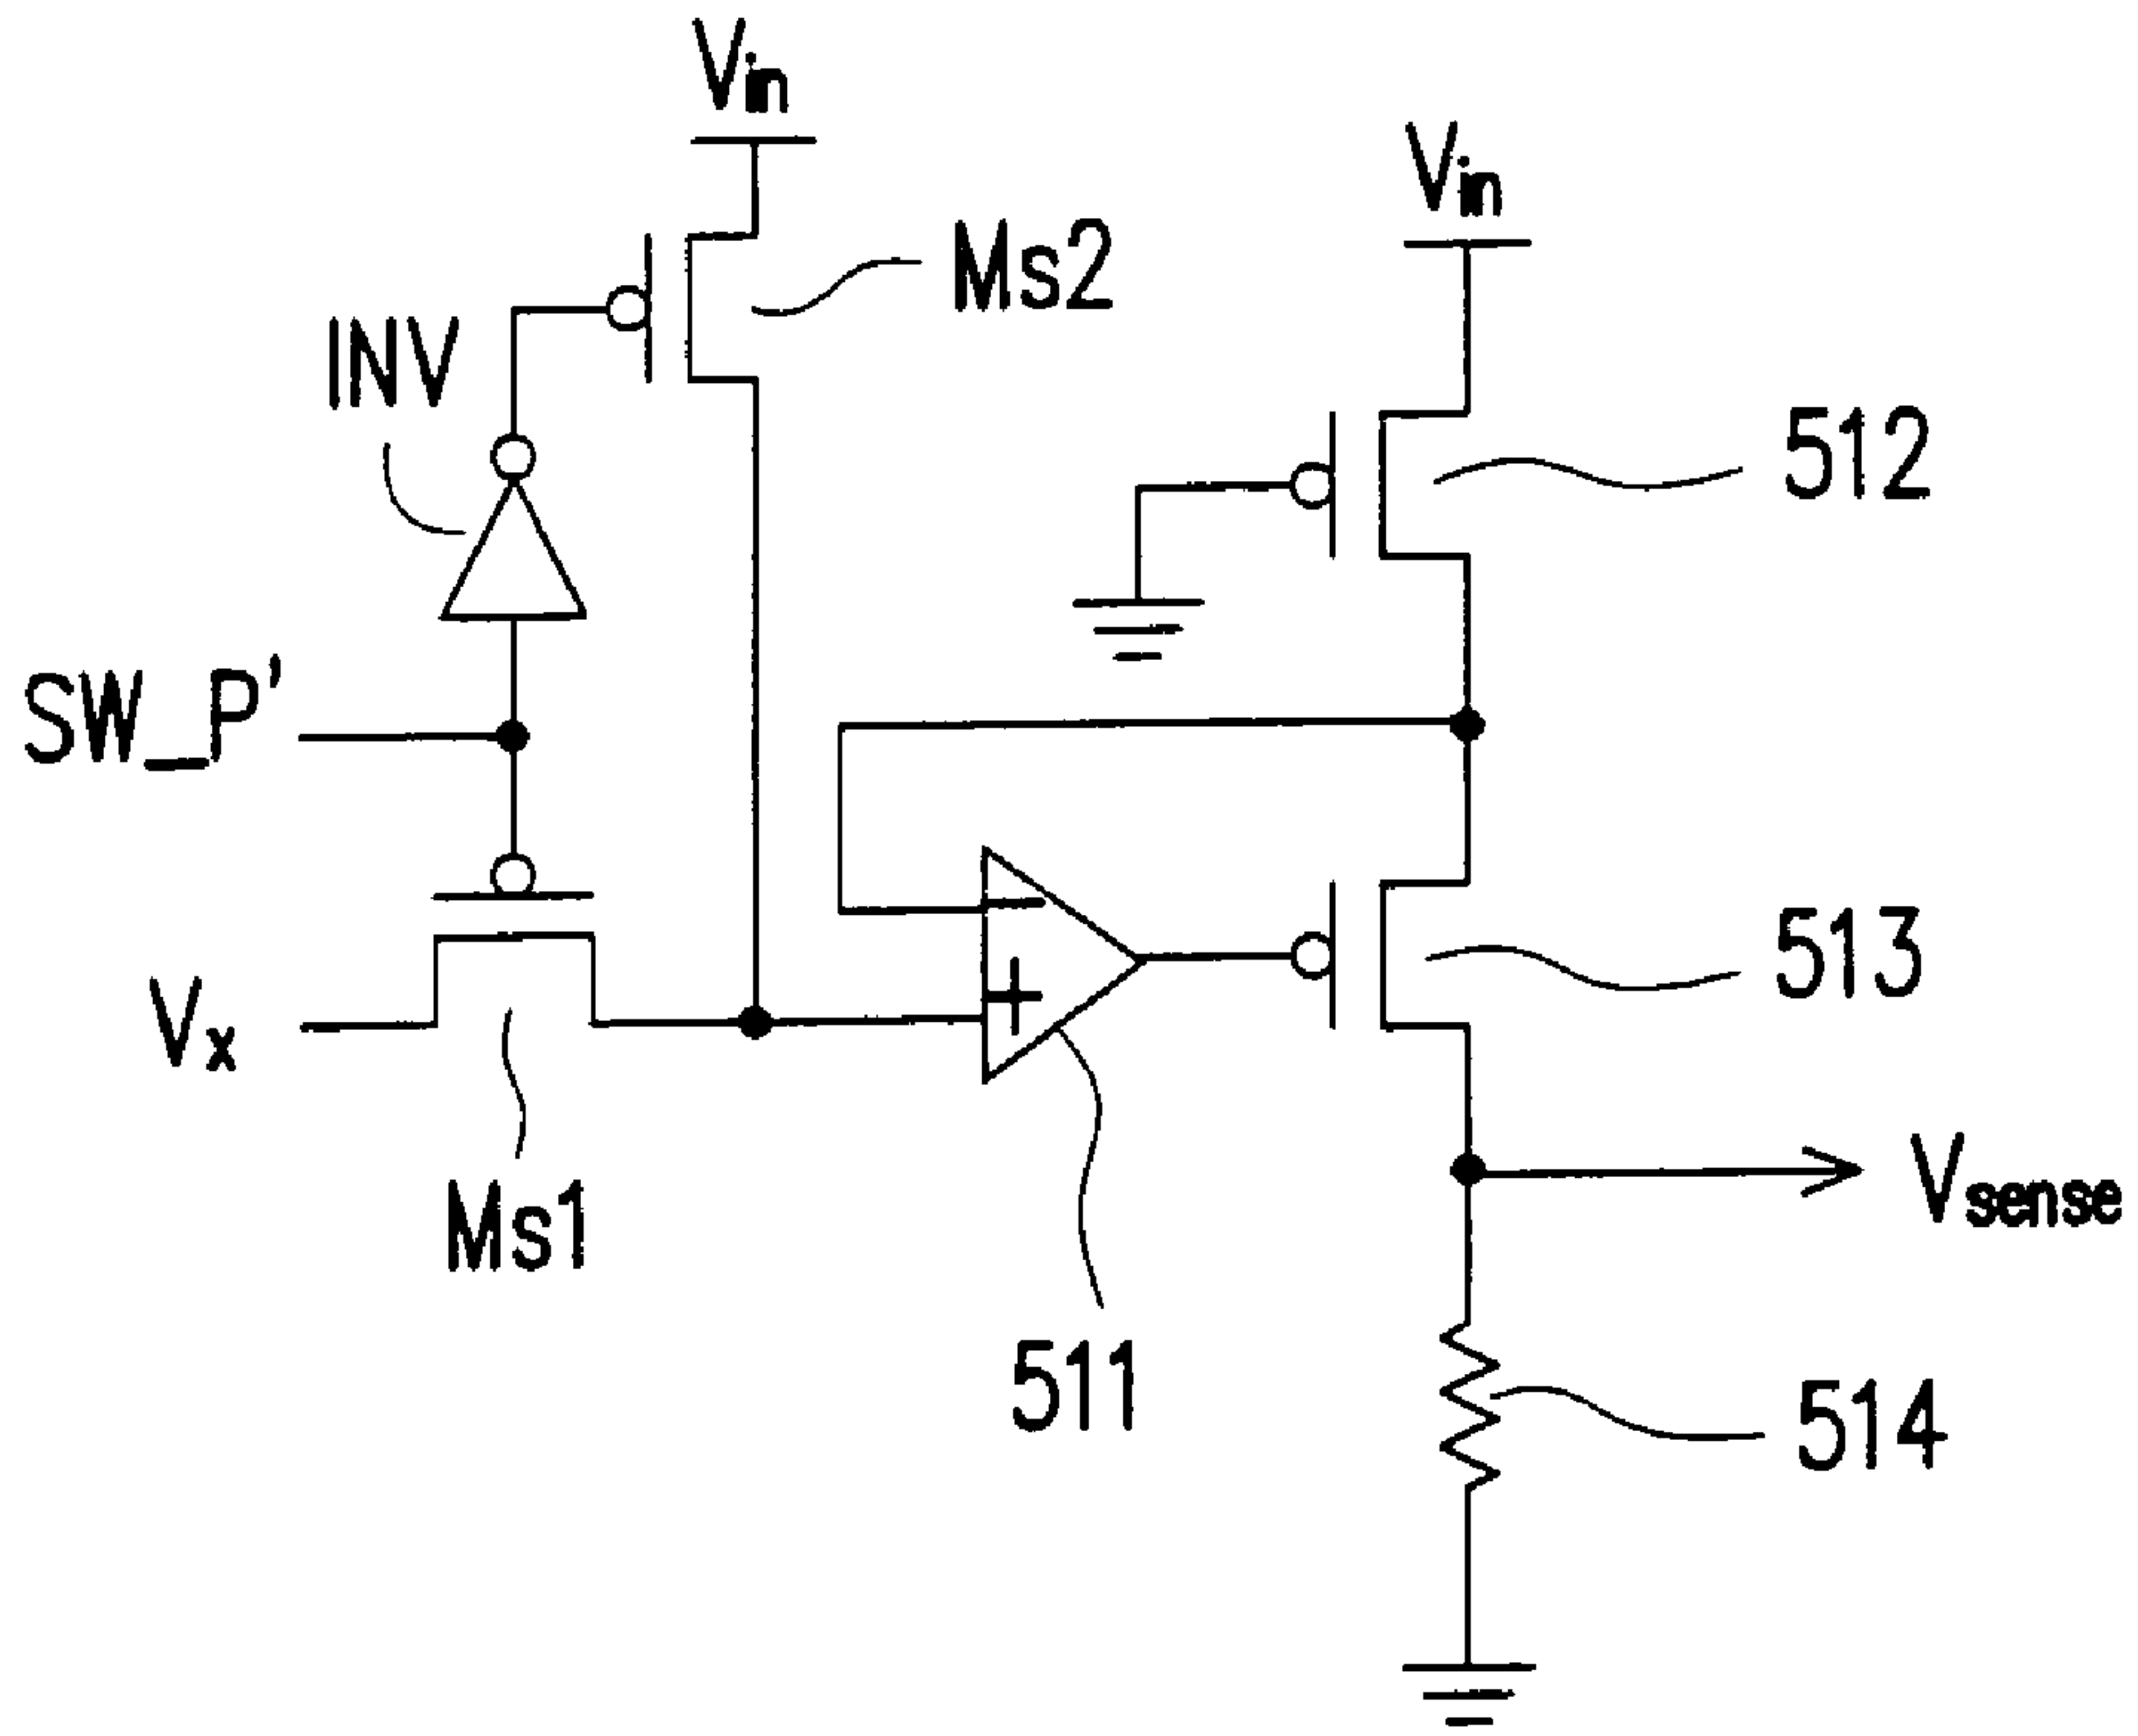 Vin
Vin
Ms2
INV
512
SW_P'
−
513
+
Vx
Vsense
Ms1
511
514